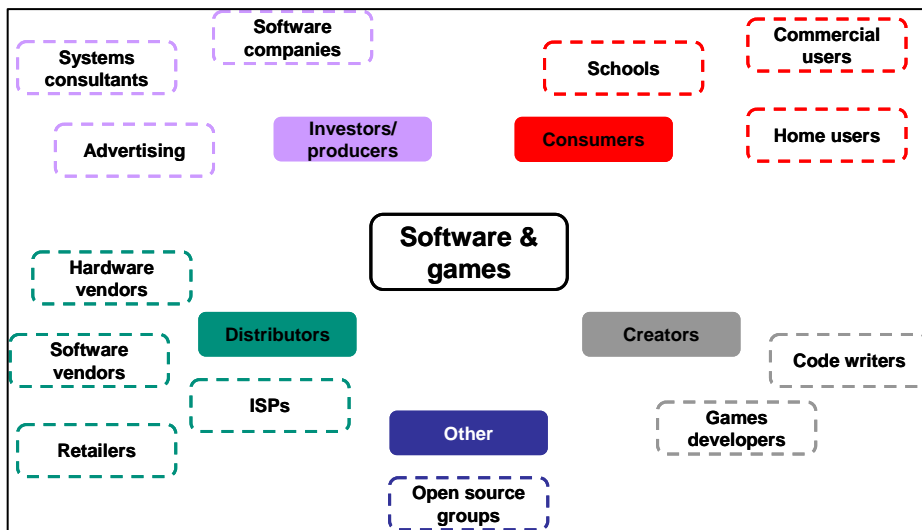 Software
companies
Commercial
users
Systems
consultants
Schools
Investors/
producers
Consumers
Home users
Advertising
Software &
games
Hardware
vendors
Distributors
Creators
Software
vendors
Code writers
ISPs
Games
developers
Other
Retailers
Open source
groups